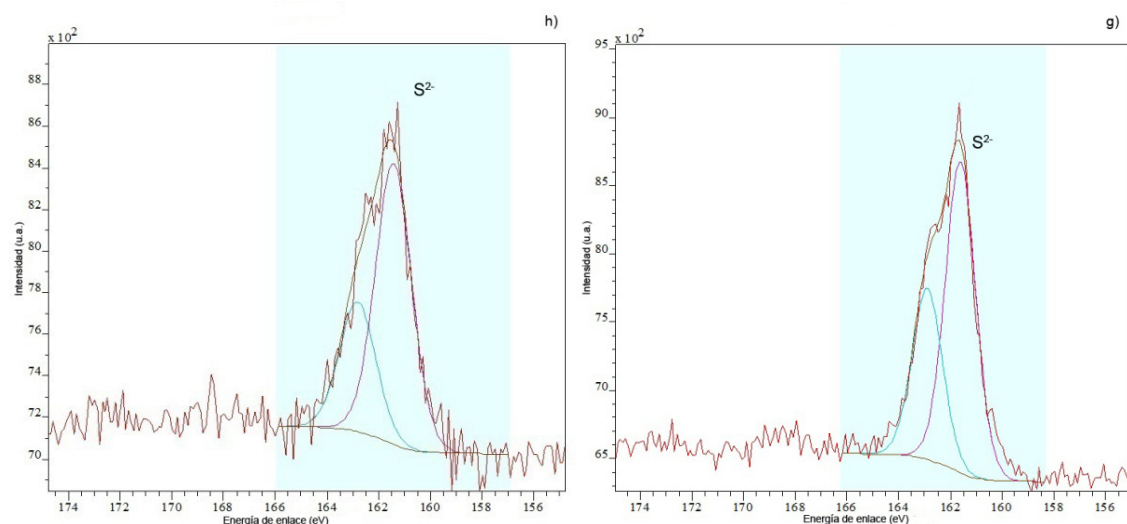 h)
x 10²
88
86
84
82
80
78
76
74
72
70
Intensidad (u.a.)
S²⁻
174 172 170 168 166 164 162 160 158 156
Energía de enlace (eV)
g)
x 10²
95
90
85
80
75
70
65
Intensidad (u.a.)
S²⁻
174 172 170 168 166 164 162 160 158 156
Energía de enlace (eV)